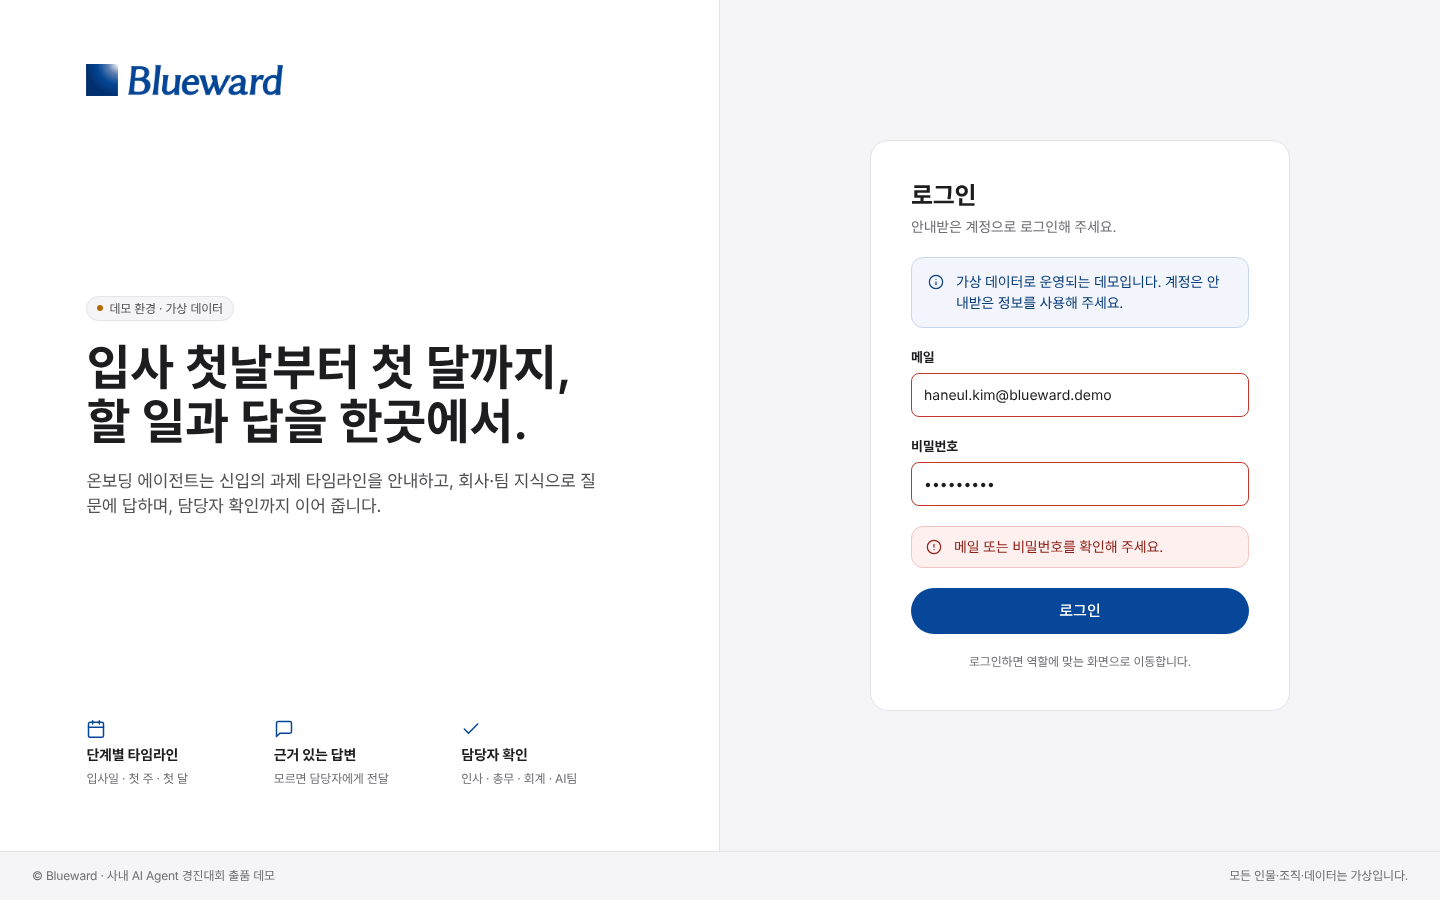 Blueward
데모 환경 · 가상 데이터
입사 첫날부터 첫 달까지,
할 일과 답을 한곳에서.
온보딩 에이전트는 신입의 과제 타임라인을 안내하고, 회사·팀 지식으로 질
문에 답하며, 담당자 확인까지 이어 줍니다.
단계별 타임라인
입사일 · 첫 주 · 첫 달
근거 있는 답변
모르면 담당자에게 전달
담당자 확인
인사 · 총무 · 회계 · AI팀
로그인
안내받은 계정으로 로그인해 주세요.
가상 데이터로 운영되는 데모입니다. 계정은 안
내받은 정보를 사용해 주세요.
메일
haneul.kim@blueward.demo
비밀번호
•••••••••
메일 또는 비밀번호를 확인해 주세요.
로그인
로그인하면 역할에 맞는 화면으로 이동합니다.
© Blueward · 사내 AI Agent 경진대회 출품 데모
모든 인물·조직·데이터는 가상입니다.